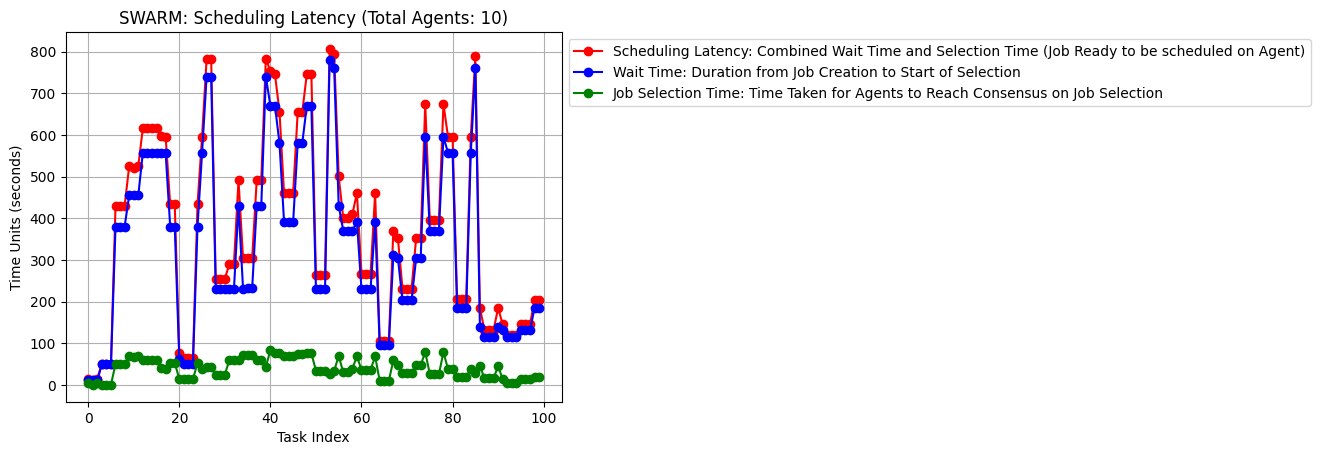 SWARM: Scheduling Latency (Total Agents: 10)
Scheduling Latency: Combined Wait Time and Selection Time (Job Ready to be scheduled on Agent)
Wait Time: Duration from Job Creation to Start of Selection
Job Selection Time: Time Taken for Agents to Reach Consensus on Job Selection
Time Units (seconds)
800
700
600
500
400
300
200
100
0
0 20 40 60 80 100
Task Index